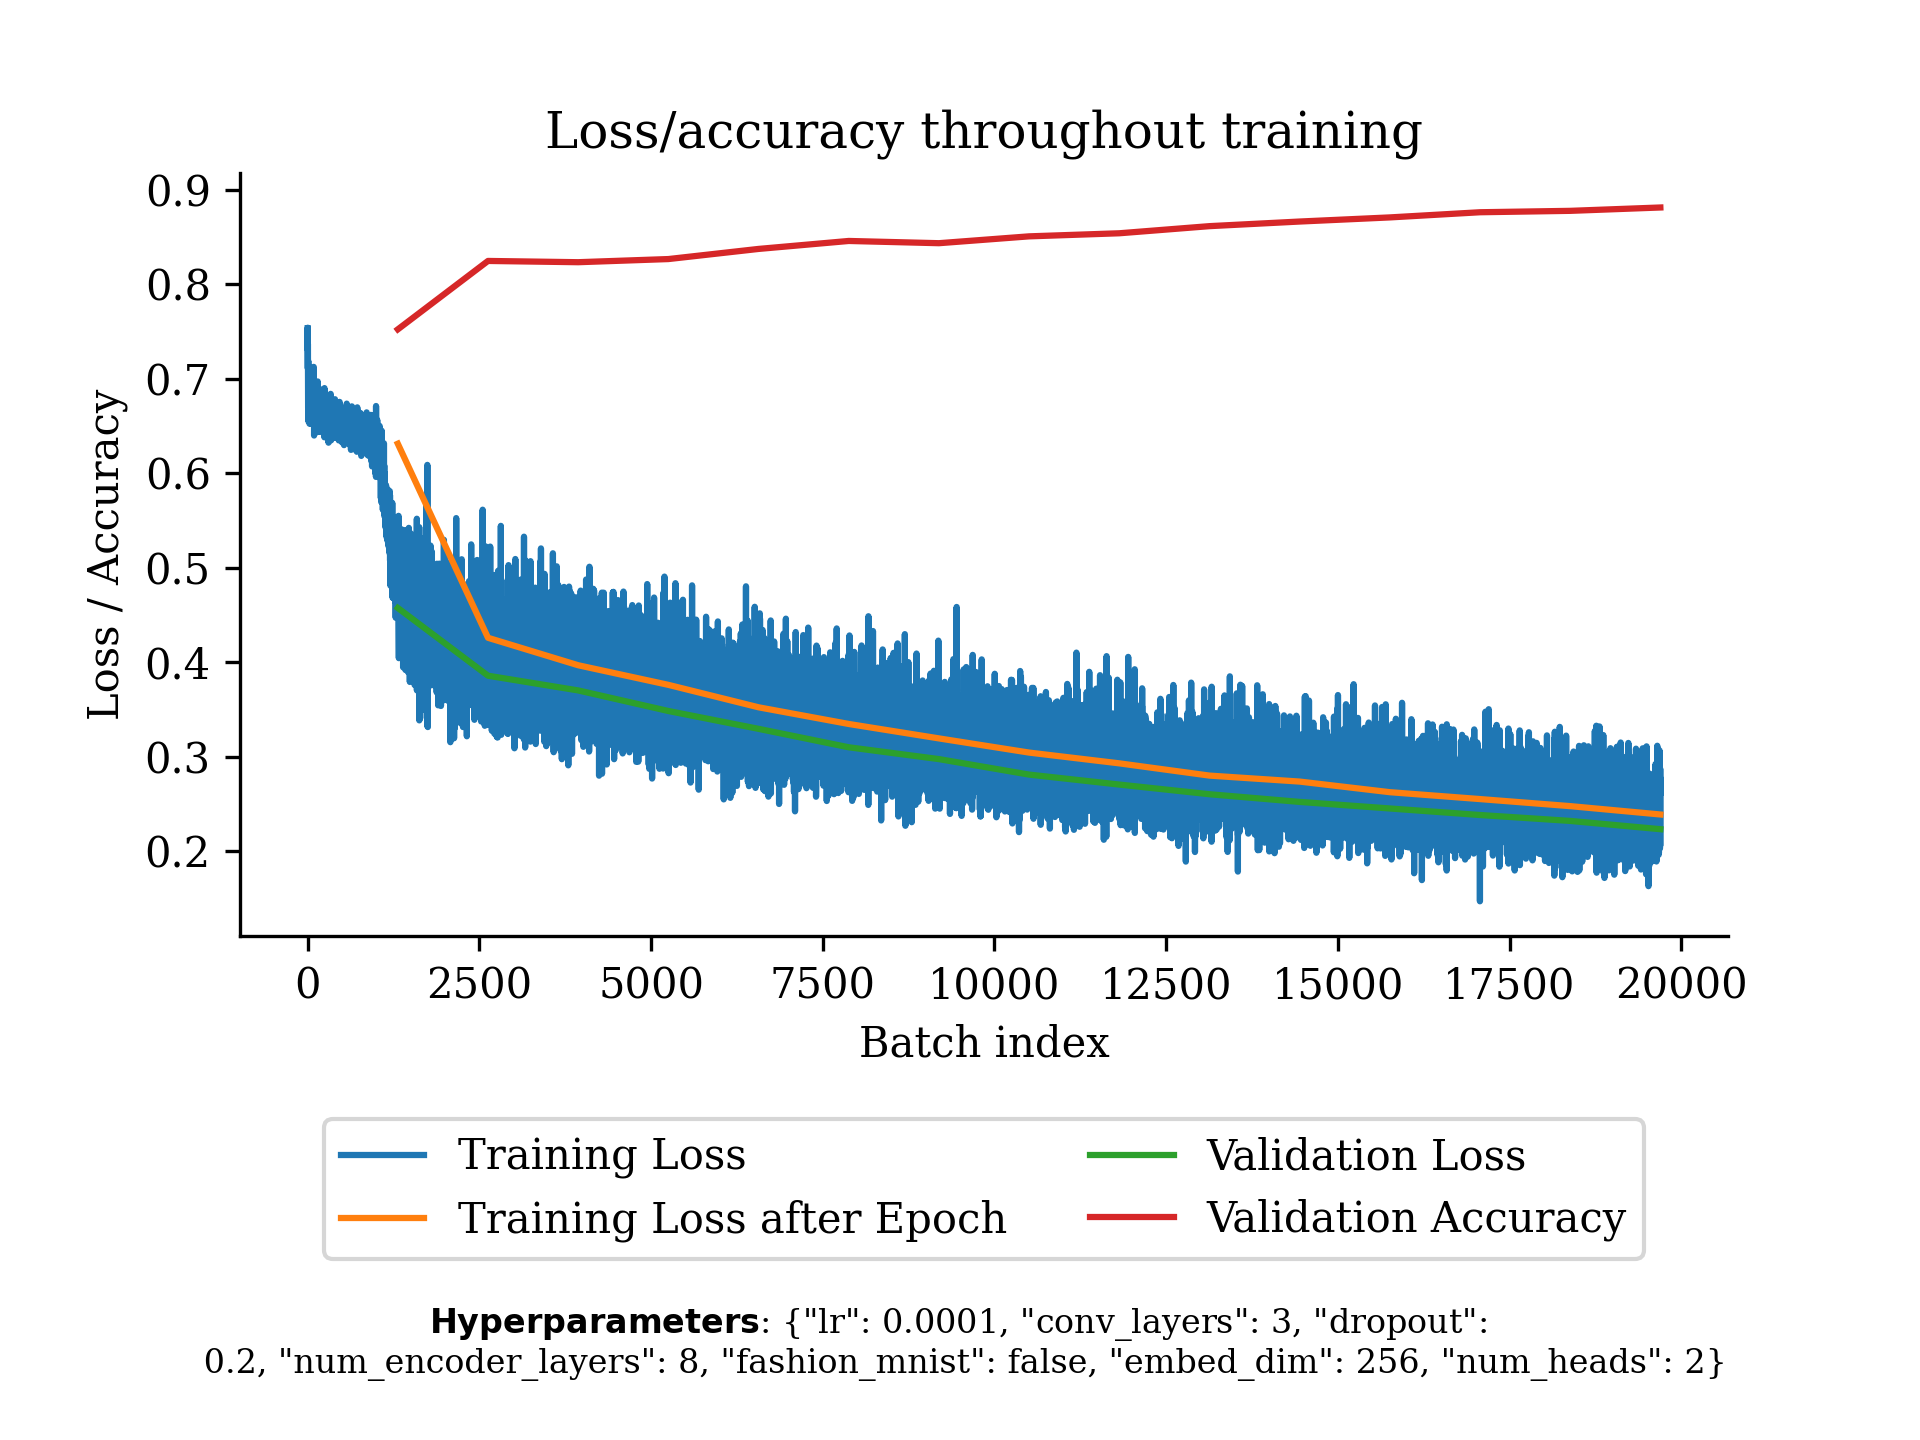 Loss/accuracy throughout training
0.9
0.8
0.7
0.6
0.5
0.4
0.3
0.2
Loss / Accuracy
0 2500 5000 7500 10000 12500 15000 17500 20000
Batch index
Training Loss
Training Loss after Epoch
Validation Loss
Validation Accuracy
Hyperparameters: {"lr": 0.0001, "conv_layers": 3, "dropout":
0.2, "num_encoder_layers": 8, "fashion_mnist": false, "embed_dim": 256, "num_heads": 2}